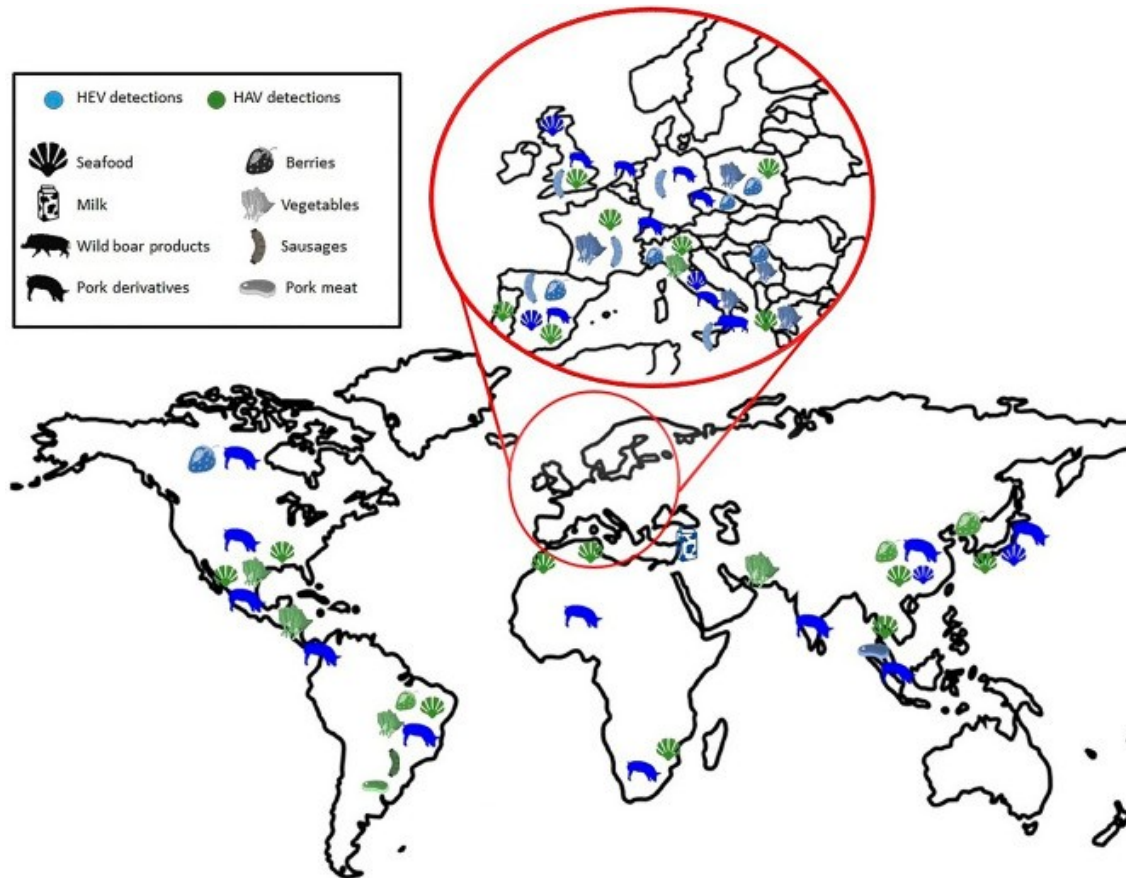 HEV detections HAV detections
Seafood Berries
Milk Vegetables
Wild boar products Sausages
Pork derivatives Pork meat